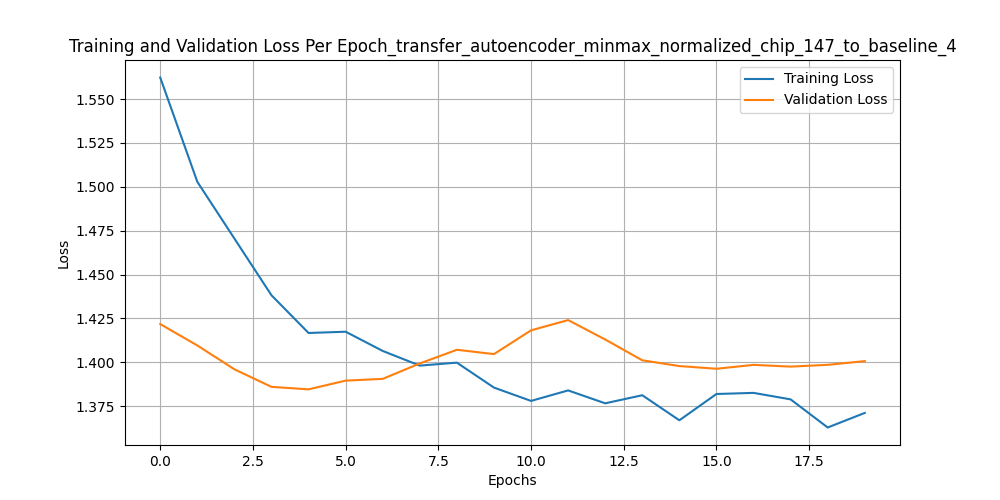 Training and Validation Loss Per Epoch_transfer_autoencoder_minmax_normalized_chip_147_to_baseline_4
Training Loss
Validation Loss
1.550
1.525
1.500
1.475
1.450
1.425
1.400
1.375
Loss
0.0 2.5 5.0 7.5 10.0 12.5 15.0 17.5
Epochs